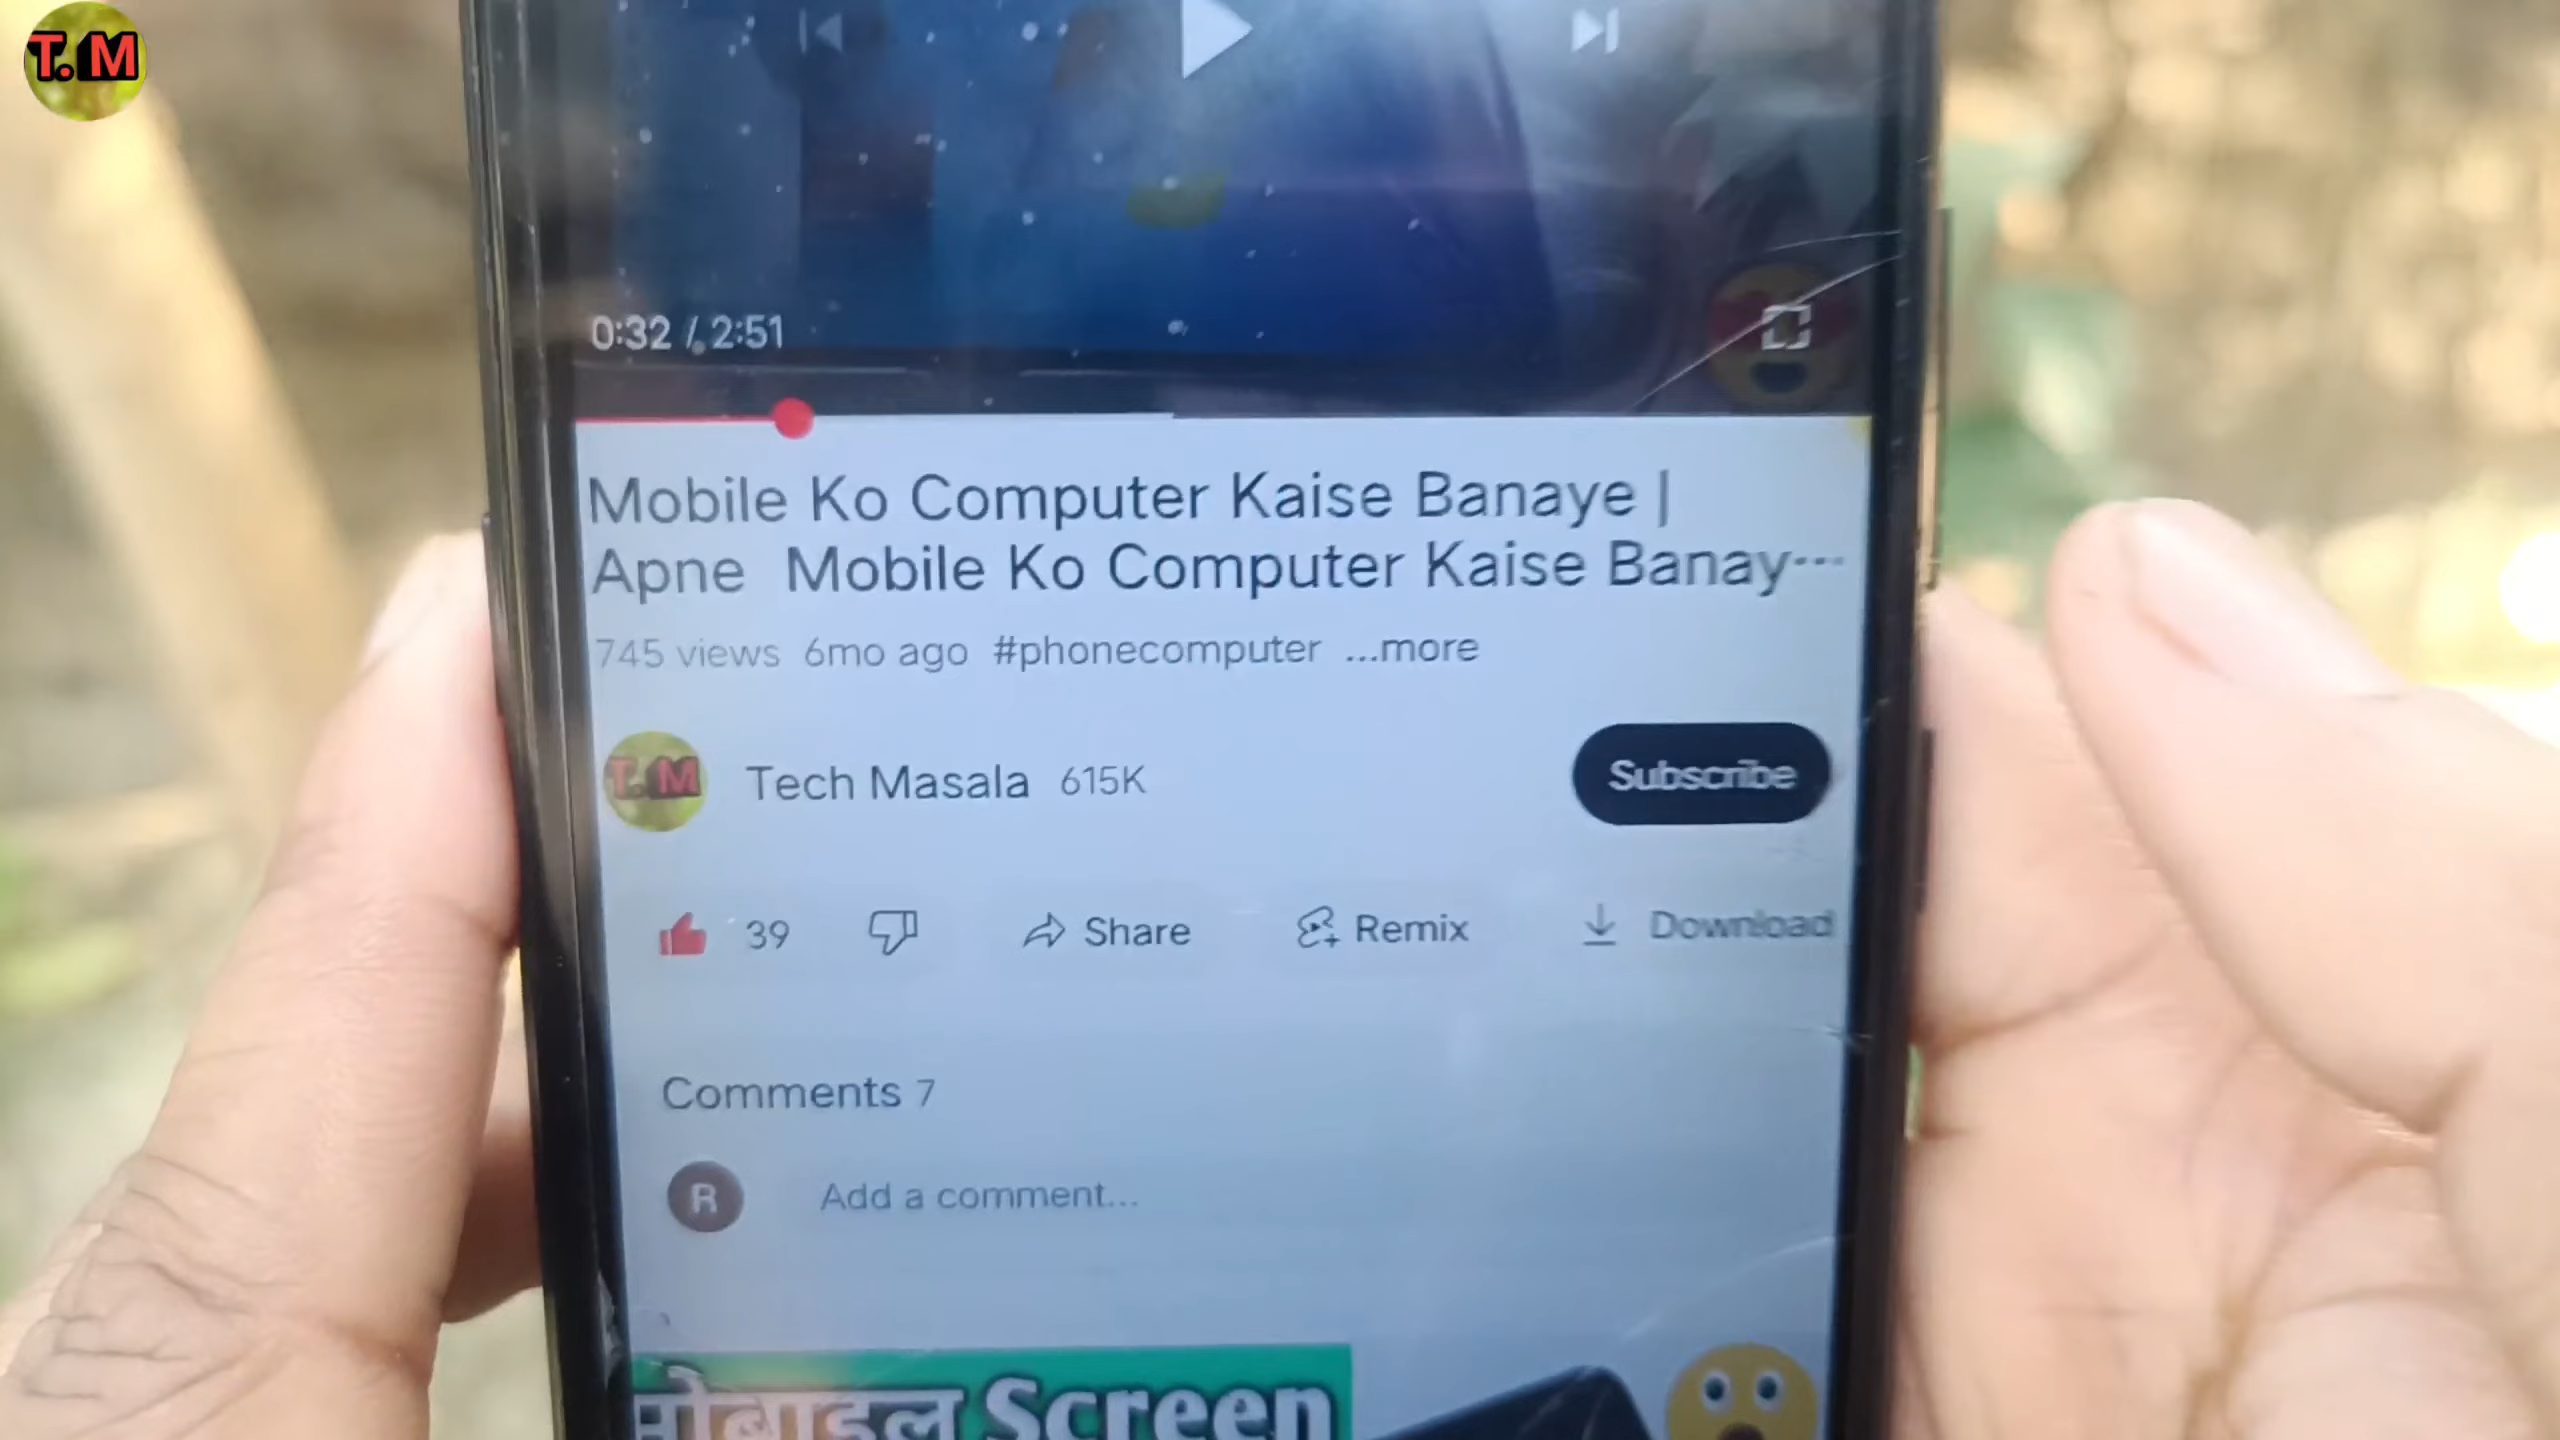 T. M
0:32 / 2:51
Mobile Ko Computer Kaise Banaye |
Apne Mobile Ko Computer Kaise Banay...
745 views 6mo ago #phonecomputer ...more
T. M Tech Masala 615K Subscribe
39 Share Remix Download
Comments 7
R Add a comment...
मोबाइल Screen